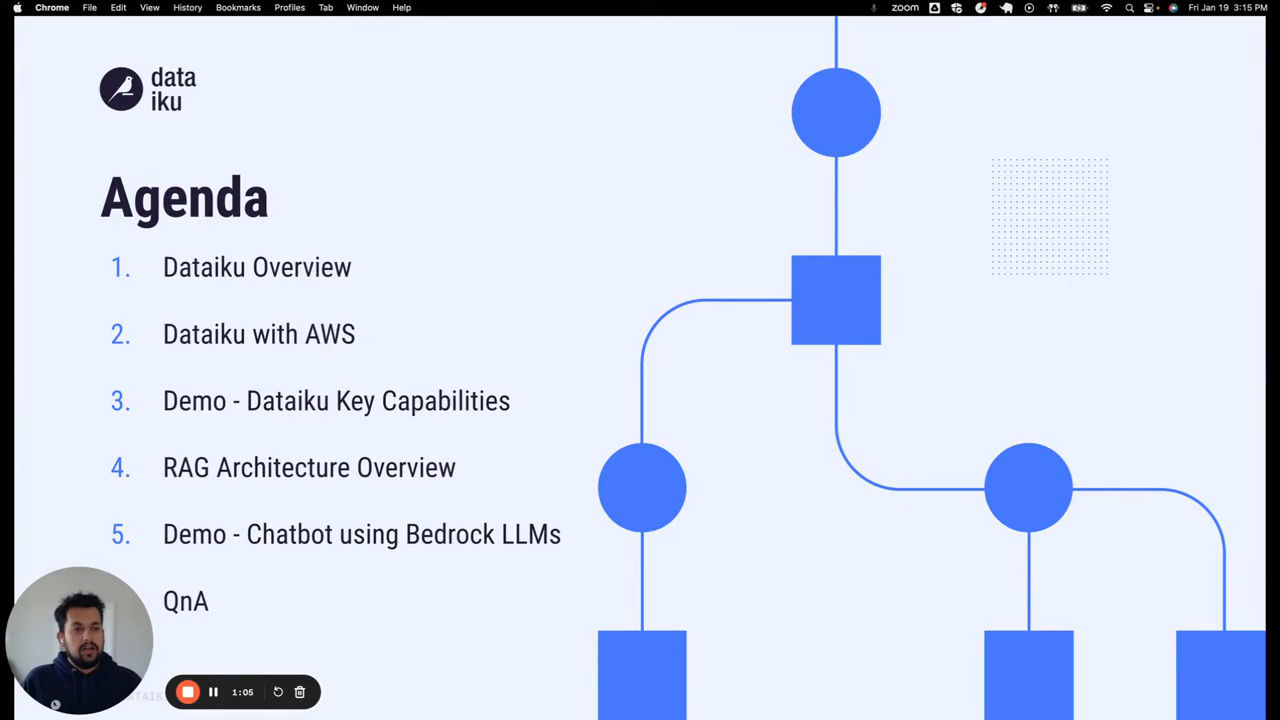 Chrome File Edit View History Bookmarks Profiles Tab Window Help zoom Fri Jan 19 3:15 PM
data
iku
Agenda
1. Dataiku Overview
2. Dataiku with AWS
3. Demo - Dataiku Key Capabilities
4. RAG Architecture Overview
5. Demo - Chatbot using Bedrock LLMs
QnA
1:05